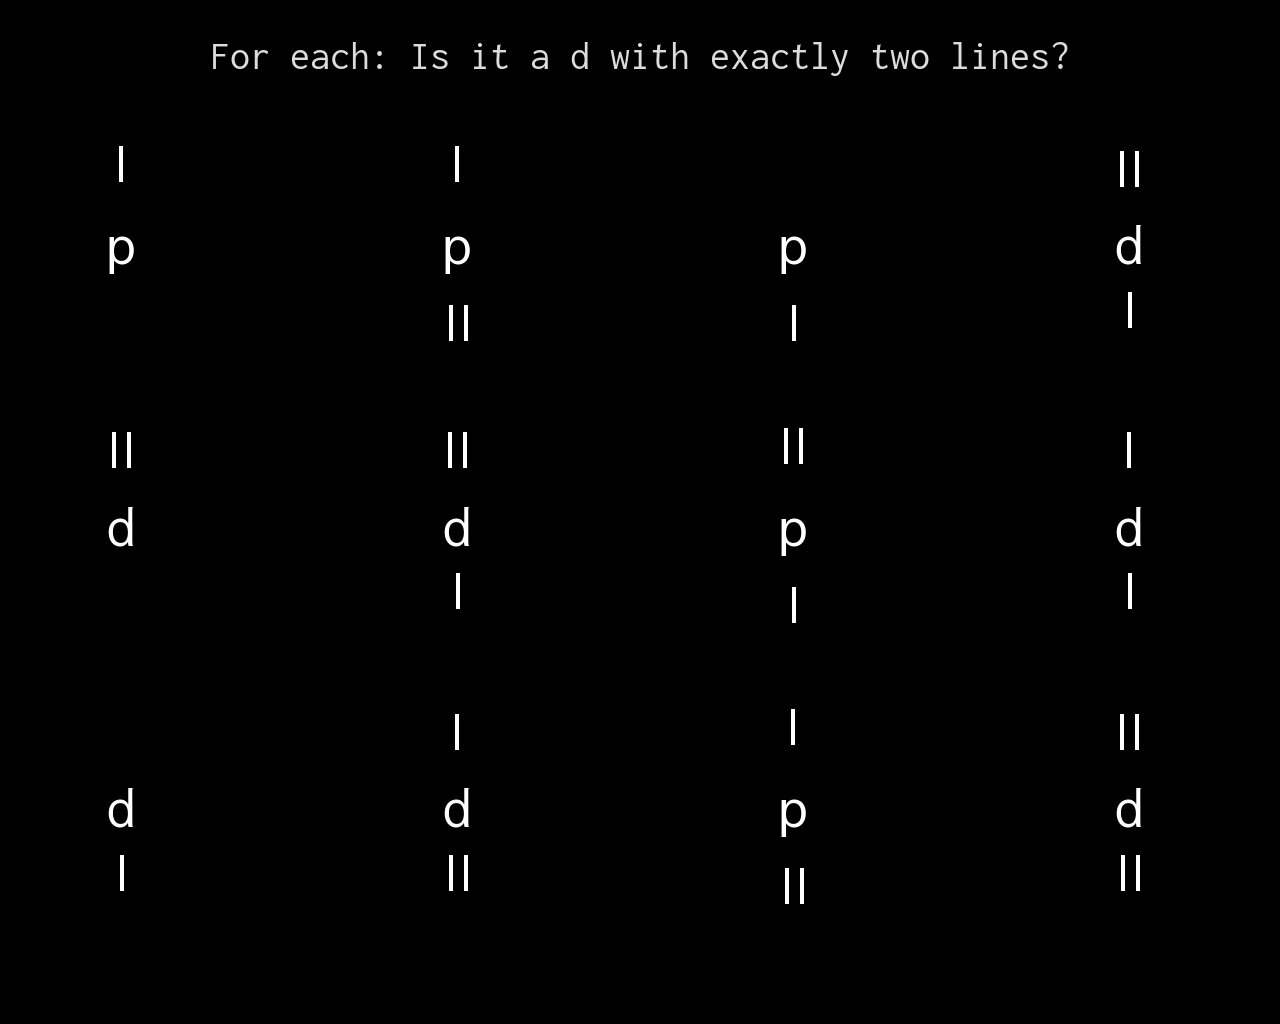 For each: Is it a d with exactly two lines?
| | ||
p p p d
|| | |
|| || || |
d d p d
| | |
| | ||
d d p d
| || || ||